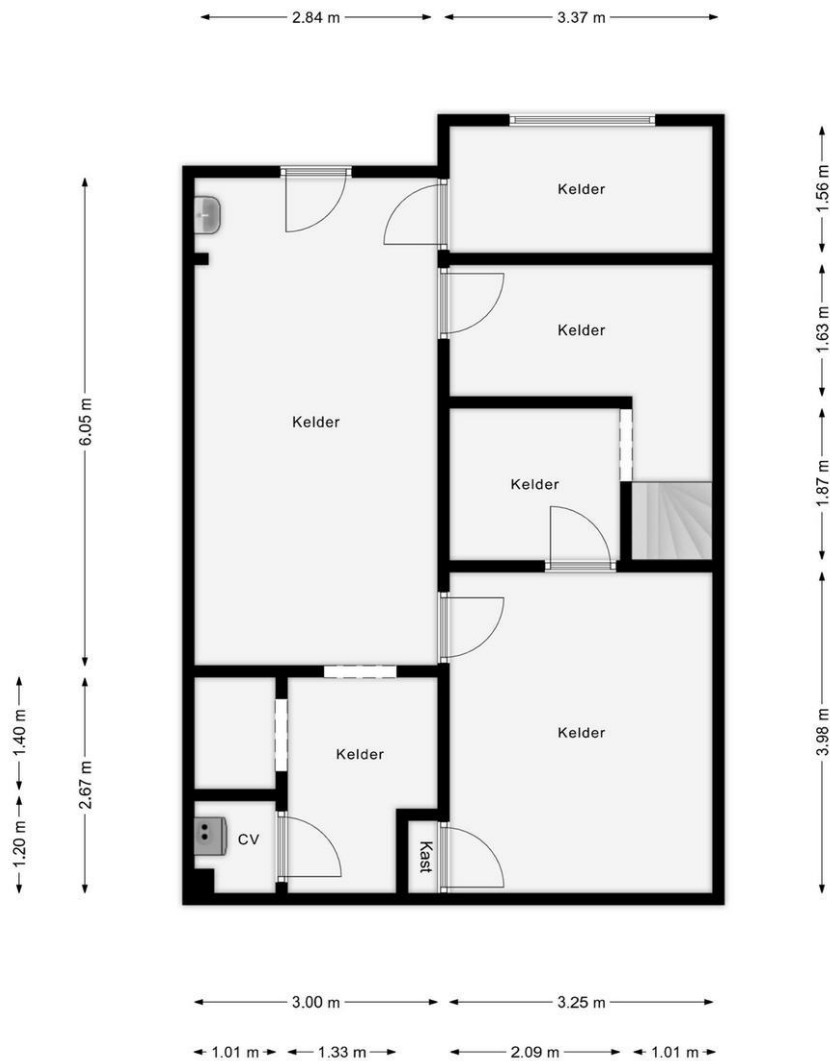 2.84 m
3.37 m
Kelder
1.56 m
Kelder
1.63 m
6.05 m
Kelder
Kelder
1.87 m
Kelder
Kelder
3.98 m
1.40 m
2.67 m
1.20 m
CV
Kast
3.00 m
3.25 m
1.01 m
1.33 m
2.09 m
1.01 m